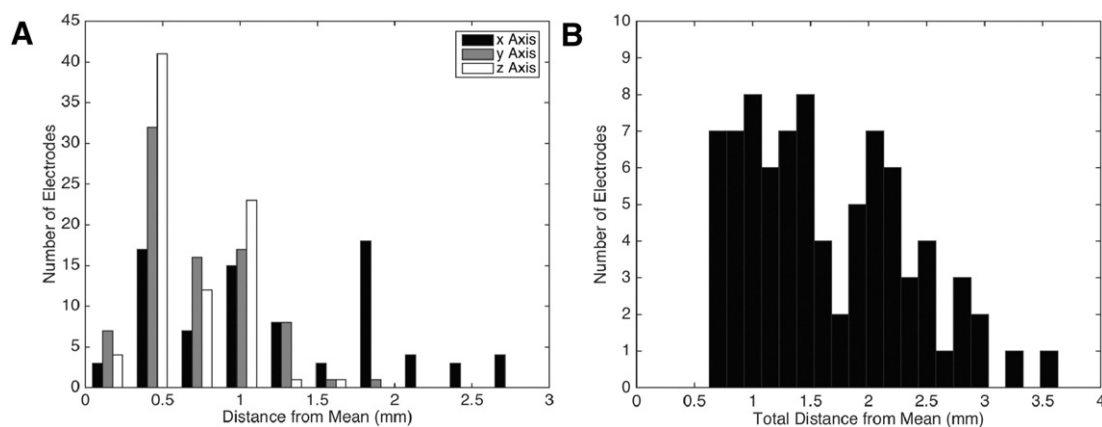 A
45
40
35
30
25
20
15
10
5
0
Number of Electrodes
x Axis
y Axis
z Axis
0 0.5 1 1.5 2 2.5 3
Distance from Mean (mm)
B
10
9
8
7
6
5
4
3
2
1
0
Number of Electrodes
0 0.5 1 1.5 2 2.5 3 3.5 4
Total Distance from Mean (mm)